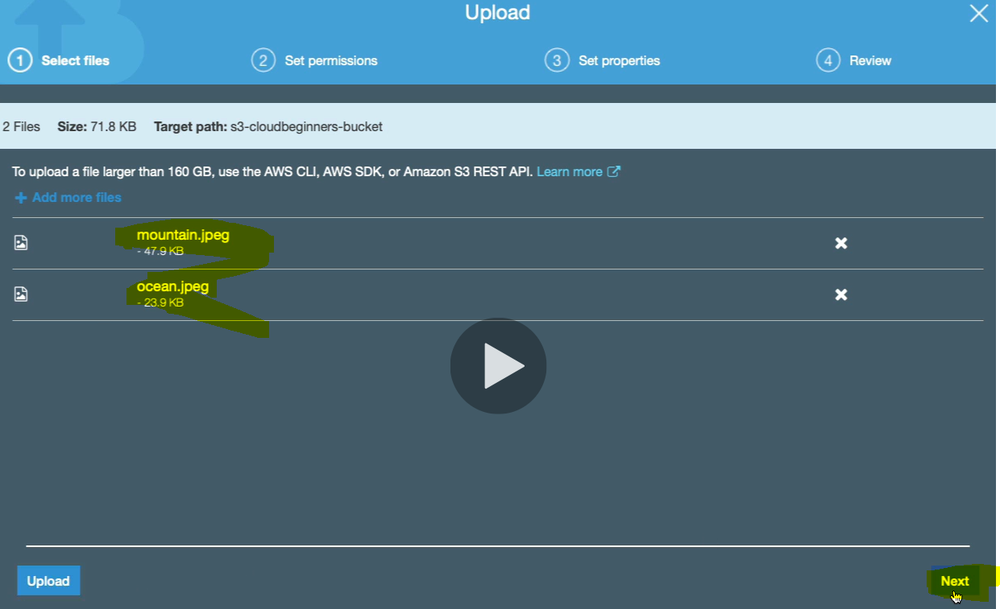 Upload
1 Select files 2 Set permissions 3 Set properties 4 Review
2 Files Size: 71.8 KB Target path: s3-cloudbeginners-bucket
To upload a file larger than 160 GB, use the AWS CLI, AWS SDK, or Amazon S3 REST API. Learn more
Add more files
mountain.jpeg
- 47.9 KB
ocean.jpeg
- 23.9 KB
Upload Next